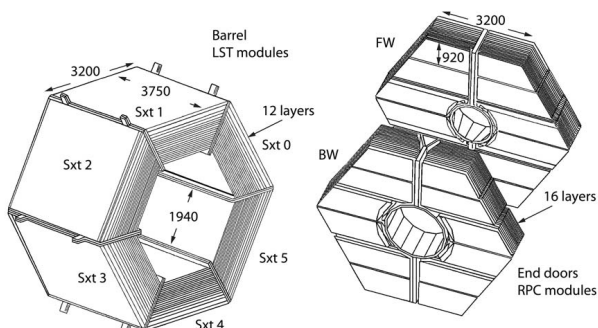 Barrel
LST modules
3200
3750
Sxt 1
12 layers
Sxt 0
Sxt 2
1940
Sxt 3
Sxt 5
Sxt 4
3200
FW
920
BW
16 layers
End doors
RPC modules